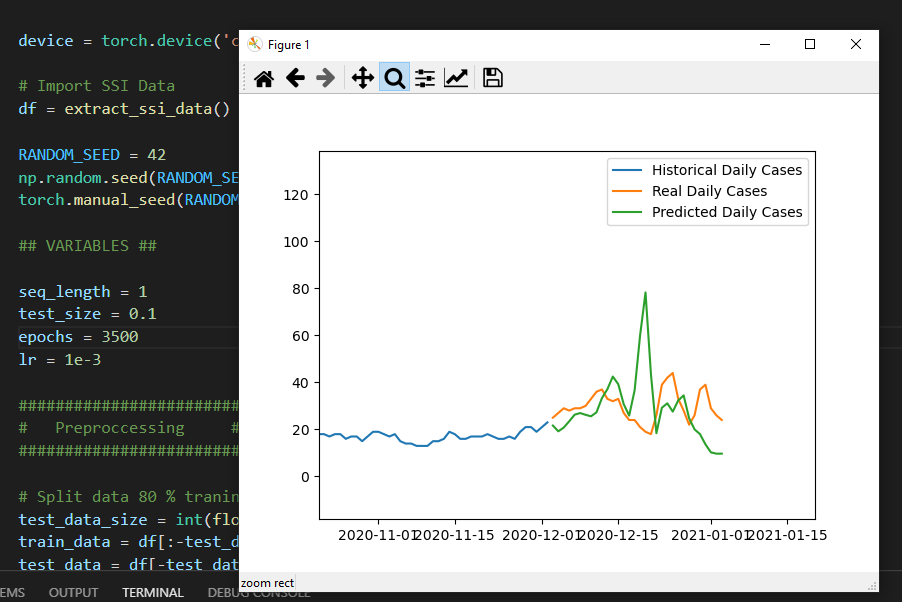 device = torch.device('c
# Import SSI Data
df = extract_ssi_data()
RANDOM_SEED = 42
np.random.seed(RANDOM_SE
torch.manual_seed(RANDOM
## VARIABLES ##
seq_length = 1
test_size = 0.1
epochs = 3500
lr = 1e-3
########################
#   Preproccessing     #
########################
# Split data 80 % tranin
test_data_size = int(flo
train_data = df[:-test_d
test_data = df[-test_dat
EMS OUTPUT TERMINAL DEBUG CONSOLE
Figure 1
Historical Daily Cases
Real Daily Cases
Predicted Daily Cases
120
100
80
60
40
20
0
2020-11-01 2020-11-15 2020-12-01 2020-12-15 2021-01-01 2021-01-15
zoom rect